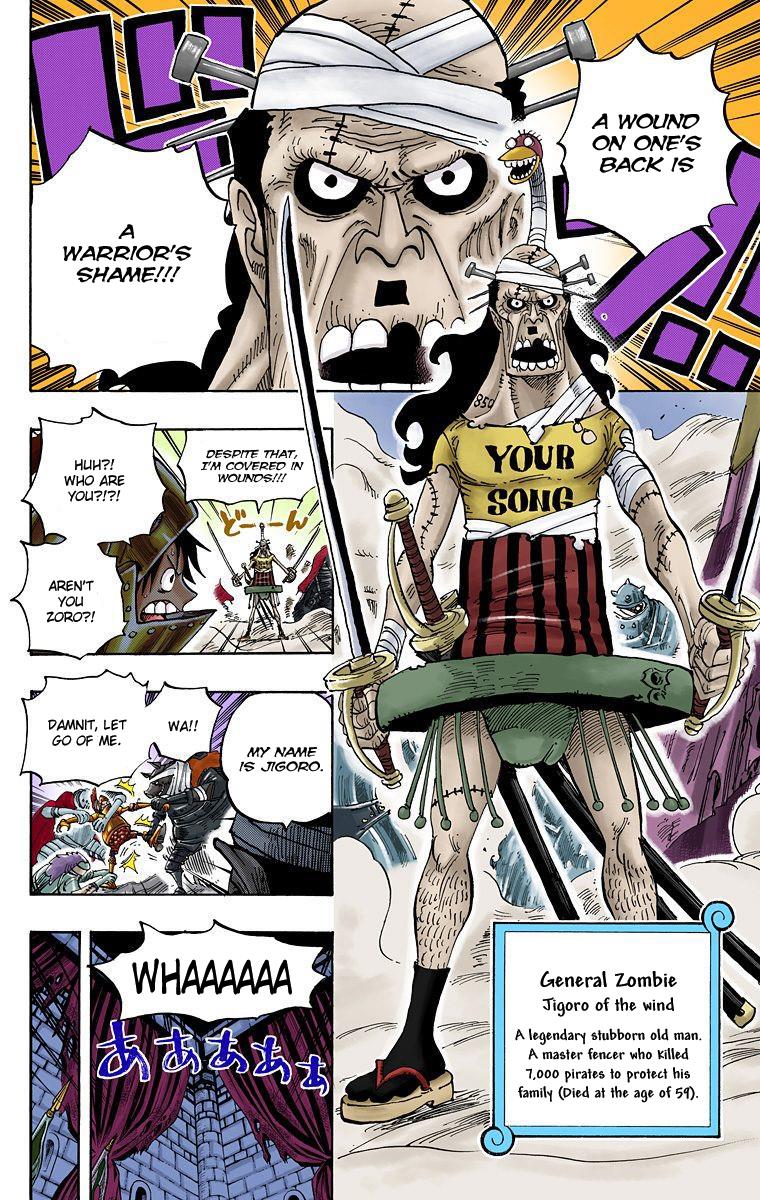 A WOUND
ON ONE'S
BACK IS
A
WARRIOR'S
SHAME!!!
850
YOUR
SONG
HUH?!
WHO ARE
YOU?!?!
DESPITE THAT,
I'M COVERED IN
WOUNDS!!!
どーーん
AREN'T
YOU
ZORO?!
DAMNIT, LET
GO OF ME.
WA!!
MY NAME
IS JIGORO.
WHAAAAAA
あああああ
General Zombie
Jigoro of the wind
A legendary stubborn old man.
A master fencer who killed
7,000 pirates to protect his
family (Died at the age of 59).